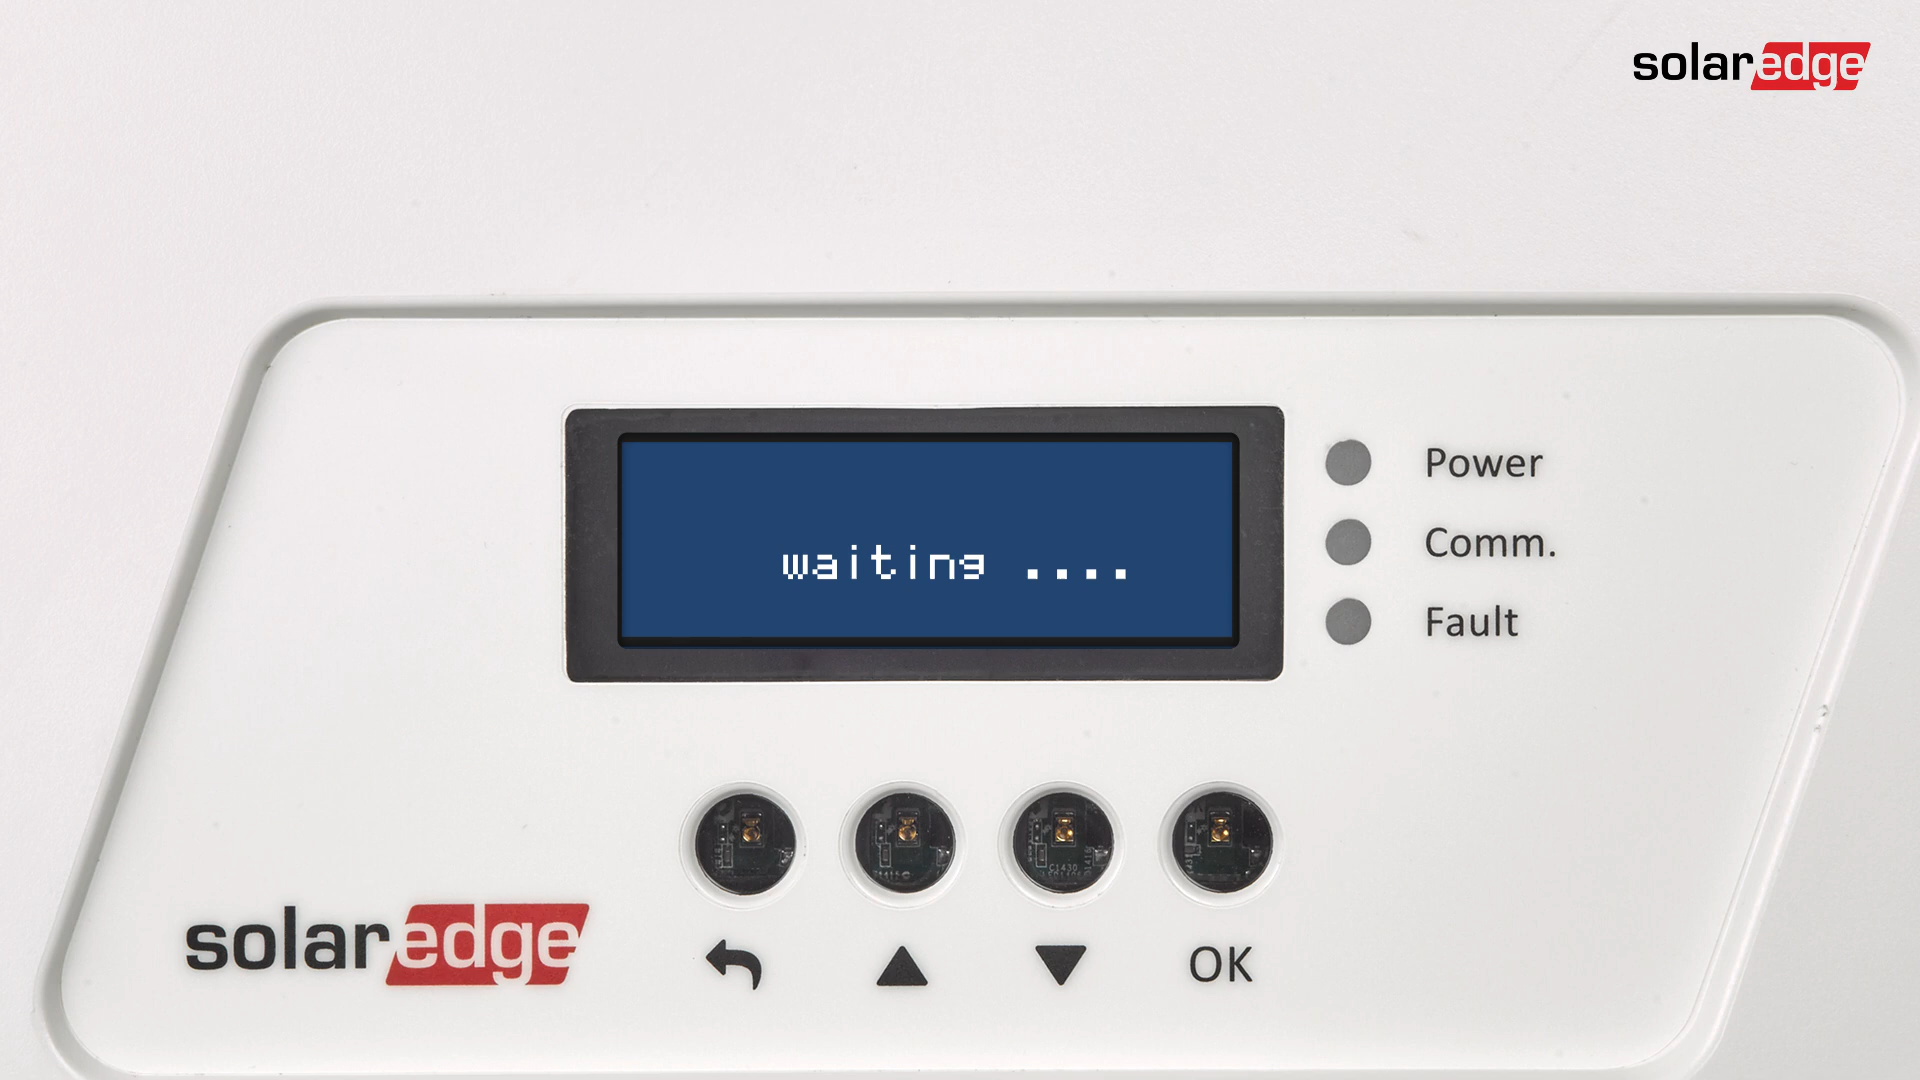 solaredge
waiting ....
Power
Comm.
Fault
solaredge
OK